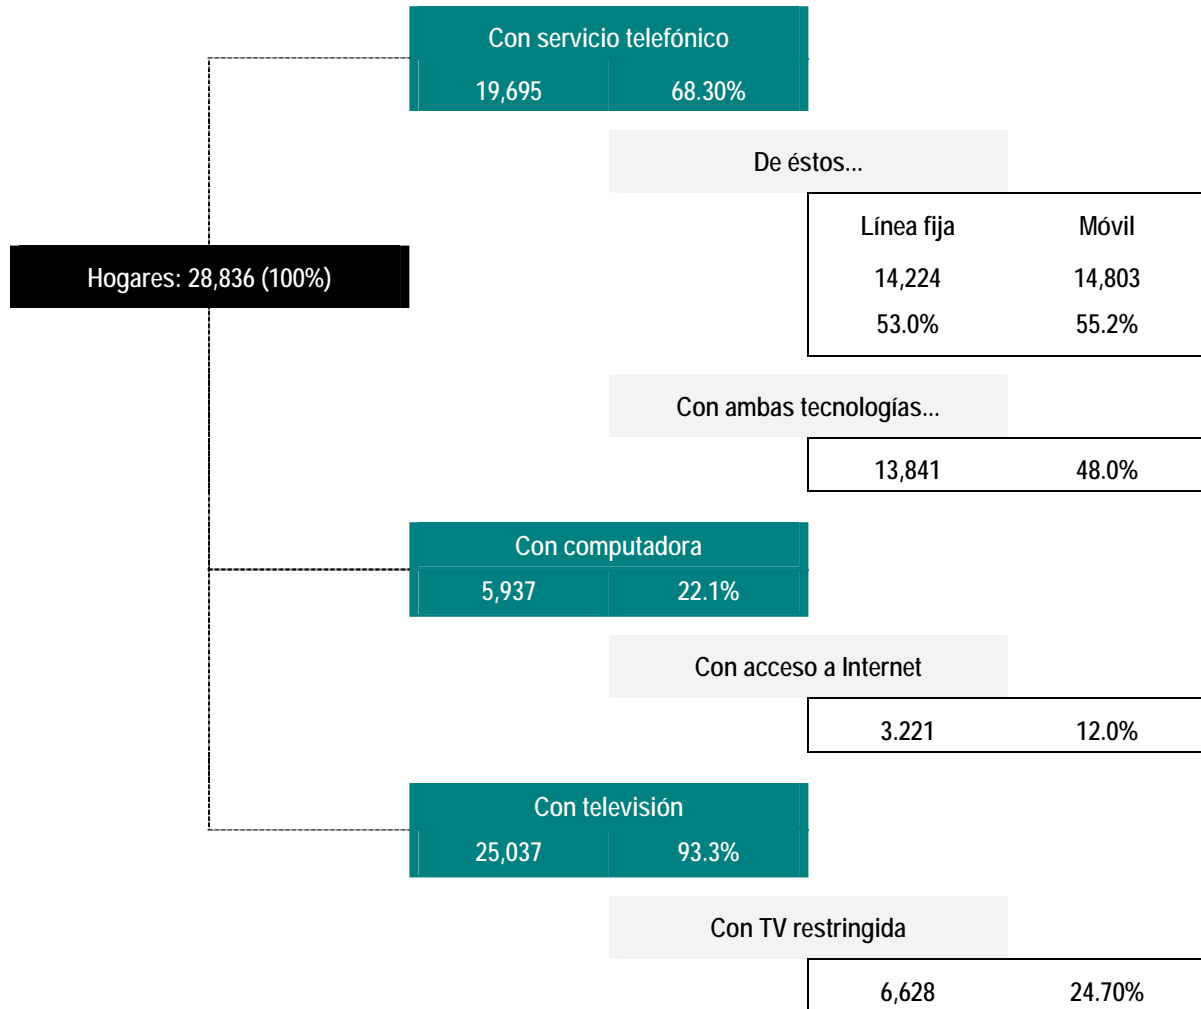 Con servicio telefónico
19,695 68.30%
De éstos...
Línea fija Móvil
Hogares: 28,836 (100%)
14,224 14,803
53.0% 55.2%
Con ambas tecnologías...
13,841 48.0%
Con computadora
5,937 22.1%
Con acceso a Internet
3.221 12.0%
Con televisión
25,037 93.3%
Con TV restringida
6,628 24.70%